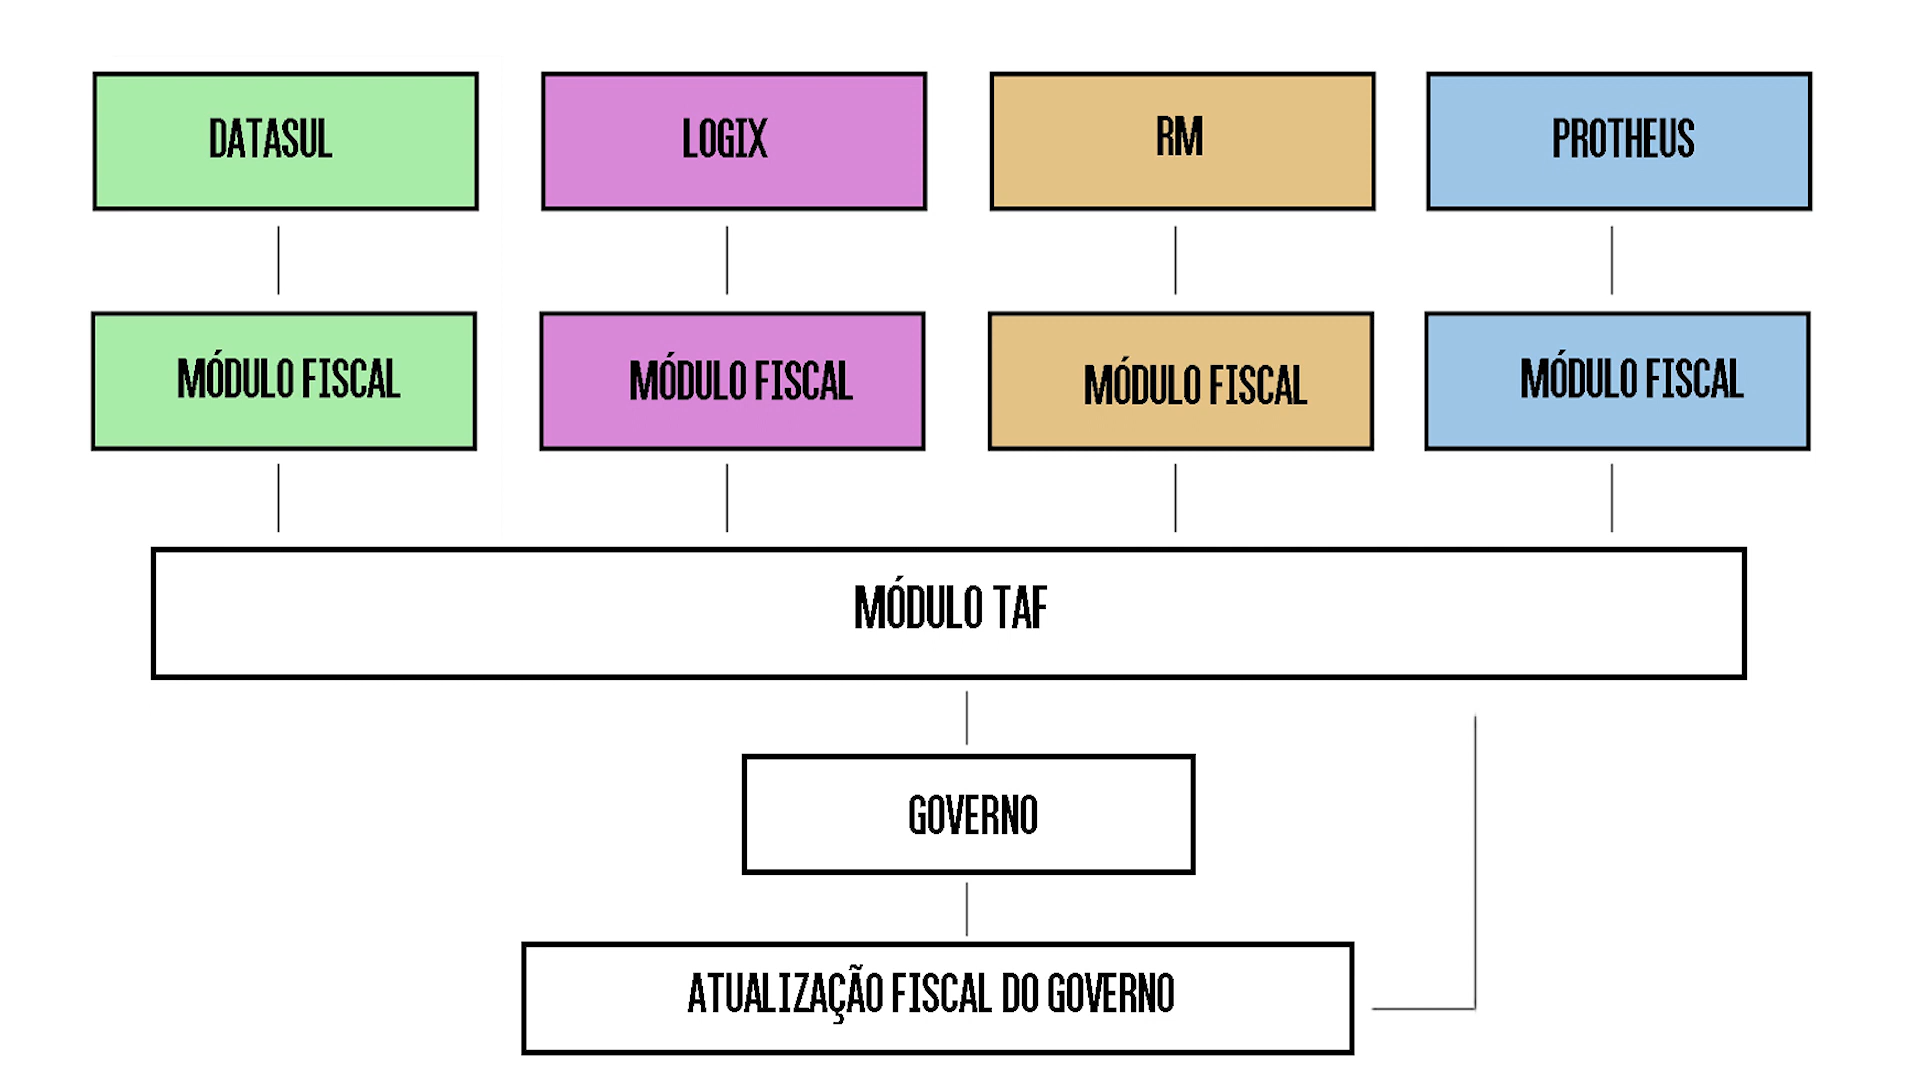 DATASUL
LOGIX
RM
PROTHEUS
MÓDULO FISCAL
MÓDULO FISCAL
MÓDULO FISCAL
MÓDULO FISCAL
MÓDULO TAF
GOVERNO
ATUALIZAÇÃO FISCAL DO GOVERNO